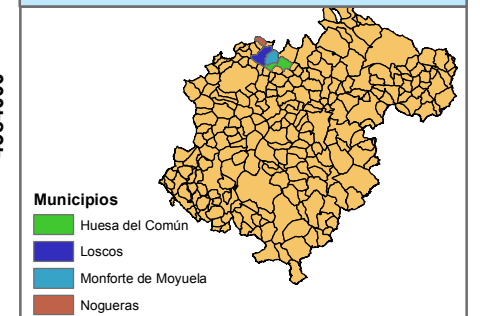 Municipios
Huesa del Común
Loscos
Monforte de Moyuela
Nogueras